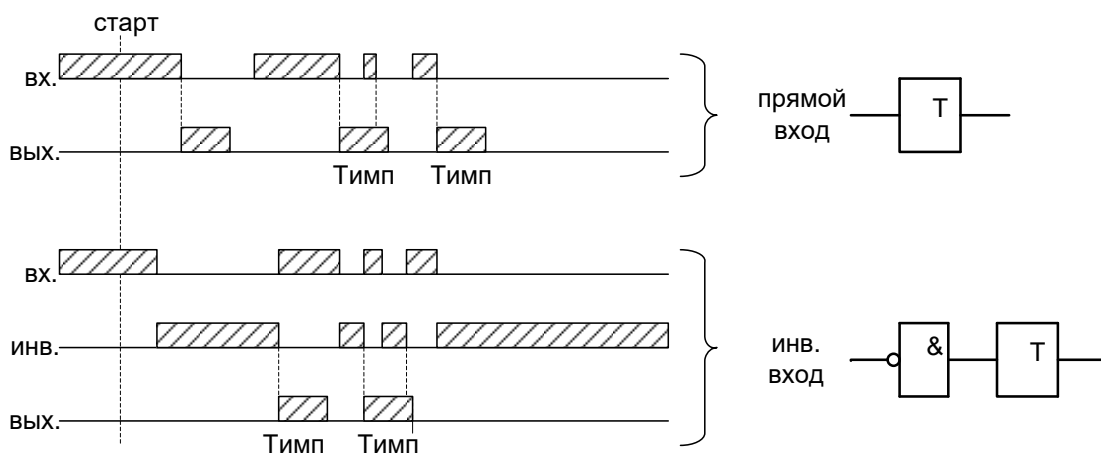 старт
вх.
вых.
Тимп Тимп
прямой
вход
T
вх.
инв.
вых.
Тимп Тимп
инв.
вход
&
T